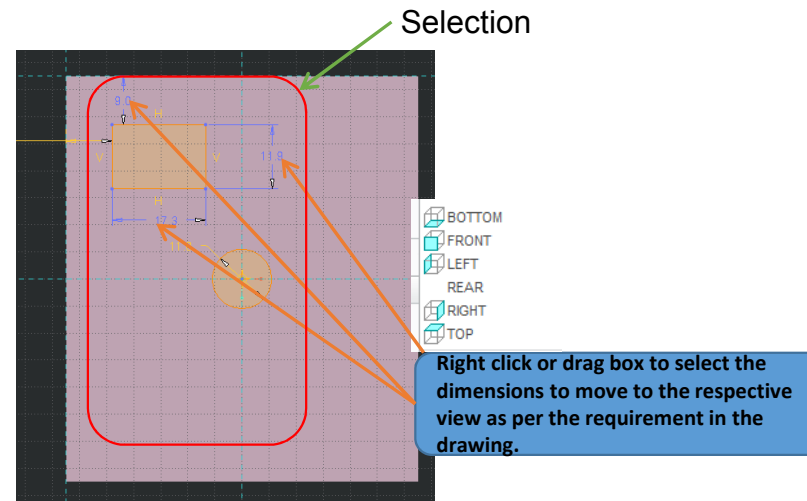 Selection
9.0
H
V
V
11.9
H
17.3
BOTTOM
FRONT
LEFT
REAR
RIGHT
TOP
Right click or drag box to select the
dimensions to move to the respective
view as per the requirement in the
drawing.